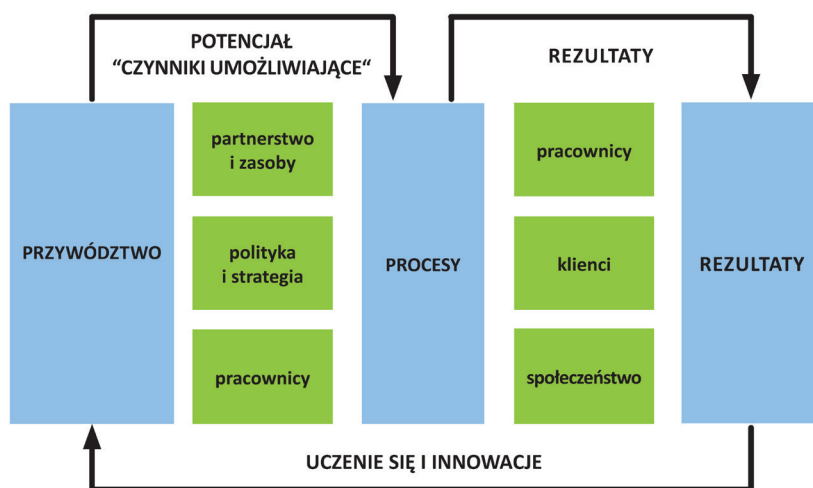 POTENCJAŁ
“CZYNNIKI UMOŻLIWIAJĄCE“
REZULTATY
PRZYWÓDZTWO
partnerstwo
i zasoby
polityka
i strategia
pracownicy
PROCESY
pracownicy
klienci
społeczeństwo
REZULTATY
UCZENIE SIĘ I INNOWACJE